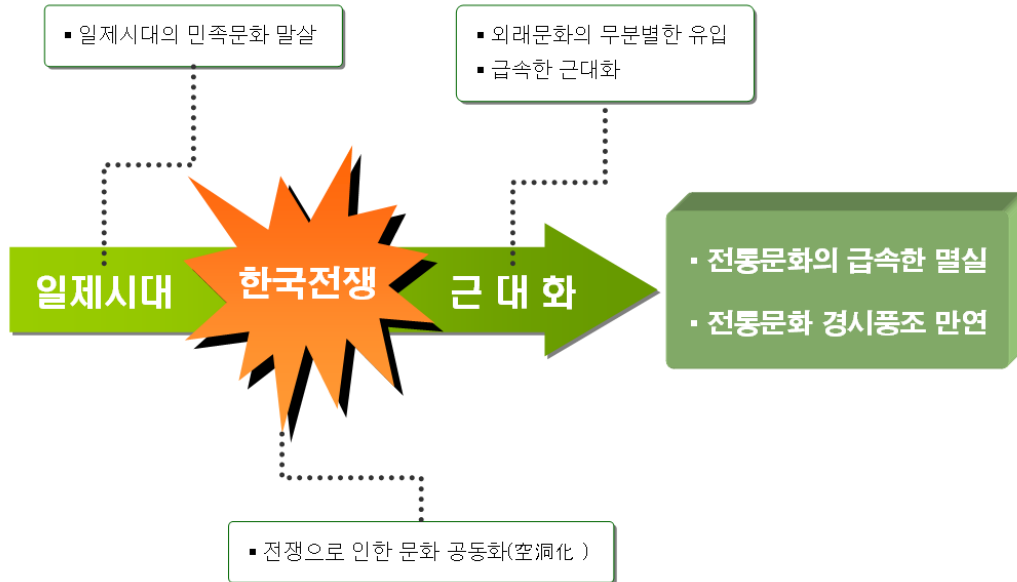 ▪ 일제시대의 민족문화 말살
▪ 외래문화의 무분별한 유입
▪ 급속한 근대화
일제시대
한국전쟁
근 대 화
· 전통문화의 급속한 멸실
· 전통문화 경시풍조 만연
▪ 전쟁으로 인한 문화 공동화(空洞化 )